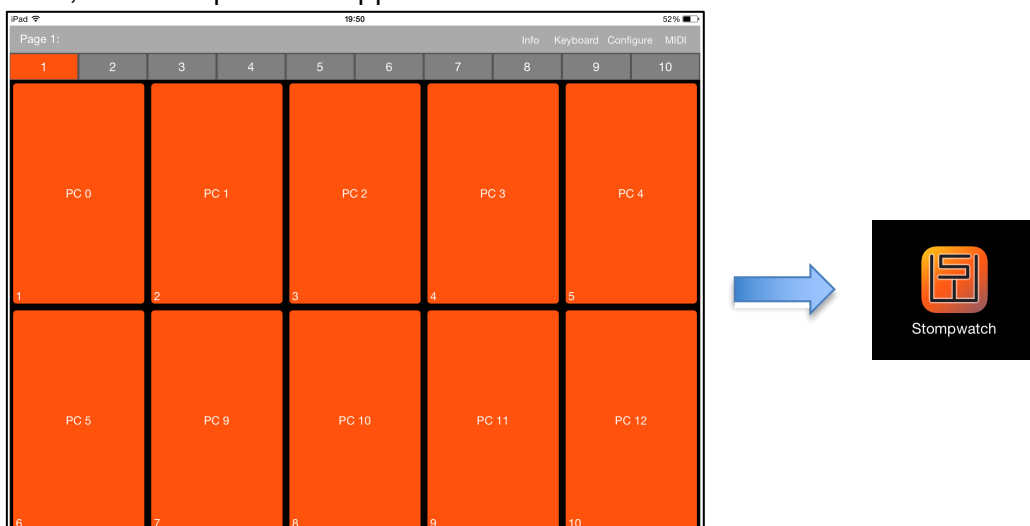 iPad 19:50 52%
Page 1: Info Keyboard Configure MIDI
1 2 3 4 5 6 7 8 9 10
PC 0 PC 1 PC 2 PC 3 PC 4
1 2 3 4 5
Stompwatch
PC 5 PC 9 PC 10 PC 11 PC 12
6 7 8 9 10